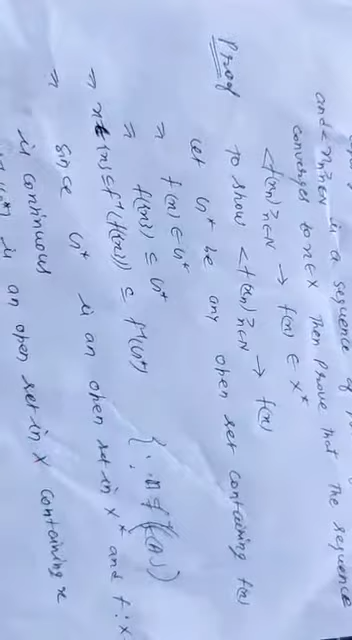 and <xn>n∈N is a sequence of
converges to x∈X Then prove that the sequence
<f(xn)>n∈N → f(x) ∈ X*
Proof to show <f(xn)>n∈N → f(x)
Let G* be any open set containing f(x)
⇒ f(x) ∈ G*
⇒ f({x}) ⊆ G*
⇒ {x} ⊆ f⁻¹(f({x})) ⊆ f⁻¹(G*) {∵ A ⊆ f⁻¹(f(A))}
⇒ Since G* is an open set in X* and f: X
is continuous
is an open set in X containing x